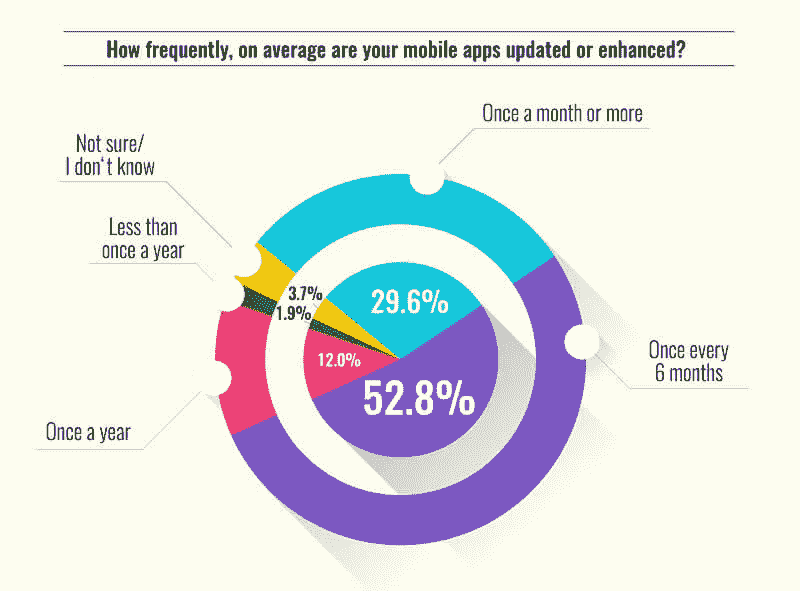 How frequently, on average are your mobile apps updated or enhanced?
Once a month or more
Not sure/
I don't know
Less than
once a year
3.7%
1.9%
29.6%
12.0%
52.8%
Once every
6 months
Once a year